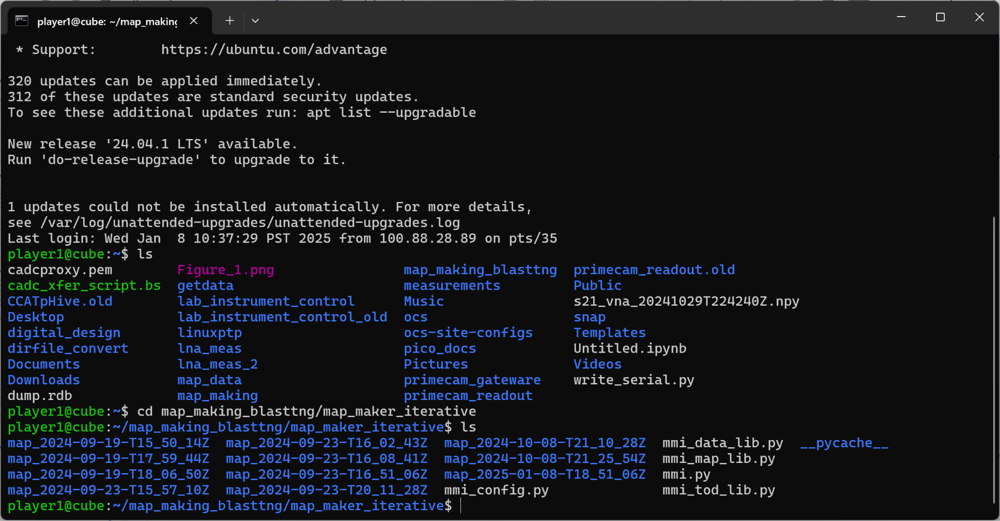 player1@cube: ~/map_making
* Support:        https://ubuntu.com/advantage
320 updates can be applied immediately.
312 of these updates are standard security updates.
To see these additional updates run: apt list --upgradable
New release '24.04.1 LTS' available.
Run 'do-release-upgrade' to upgrade to it.
1 updates could not be installed automatically. For more details,
see /var/log/unattended-upgrades/unattended-upgrades.log
Last login: Wed Jan  8 10:37:29 PST 2025 from 100.88.28.89 on pts/35
player1@cube:~$ ls
cadcproxy.pem        Figure_1.png                map_making_blasttng  primecam_readout.old
cadc_xfer_script.bs  getdata                     measurements         Public
CCATpHive.old        lab_instrument_control      Music                s21_vna_20241029T224240Z.npy
Desktop              lab_instrument_control_old  ocs                  snap
digital_design       linuxptp                    ocs-site-configs     Templates
dirfile_convert      lna_meas                    pico_docs            Untitled.ipynb
Documents            lna_meas_2                  Pictures             Videos
Downloads            map_data                    primecam_gateware    write_serial.py
dump.rdb             map_making                  primecam_readout
player1@cube:~$ cd map_making_blasttng/map_maker_iterative
player1@cube:~/map_making_blasttng/map_maker_iterative$ ls
map_2024-09-19-T15_50_14Z  map_2024-09-23-T16_02_43Z  map_2024-10-08-T21_10_28Z  mmi_data_lib.py  __pycache__
map_2024-09-19-T17_59_44Z  map_2024-09-23-T16_08_41Z  map_2024-10-08-T21_25_54Z  mmi_map_lib.py
map_2024-09-19-T18_06_50Z  map_2024-09-23-T16_51_06Z  map_2025-01-08-T18_51_06Z  mmi.py
map_2024-09-23-T15_57_10Z  map_2024-09-23-T20_11_28Z  mmi_config.py              mmi_tod_lib.py
player1@cube:~/map_making_blasttng/map_maker_iterative$